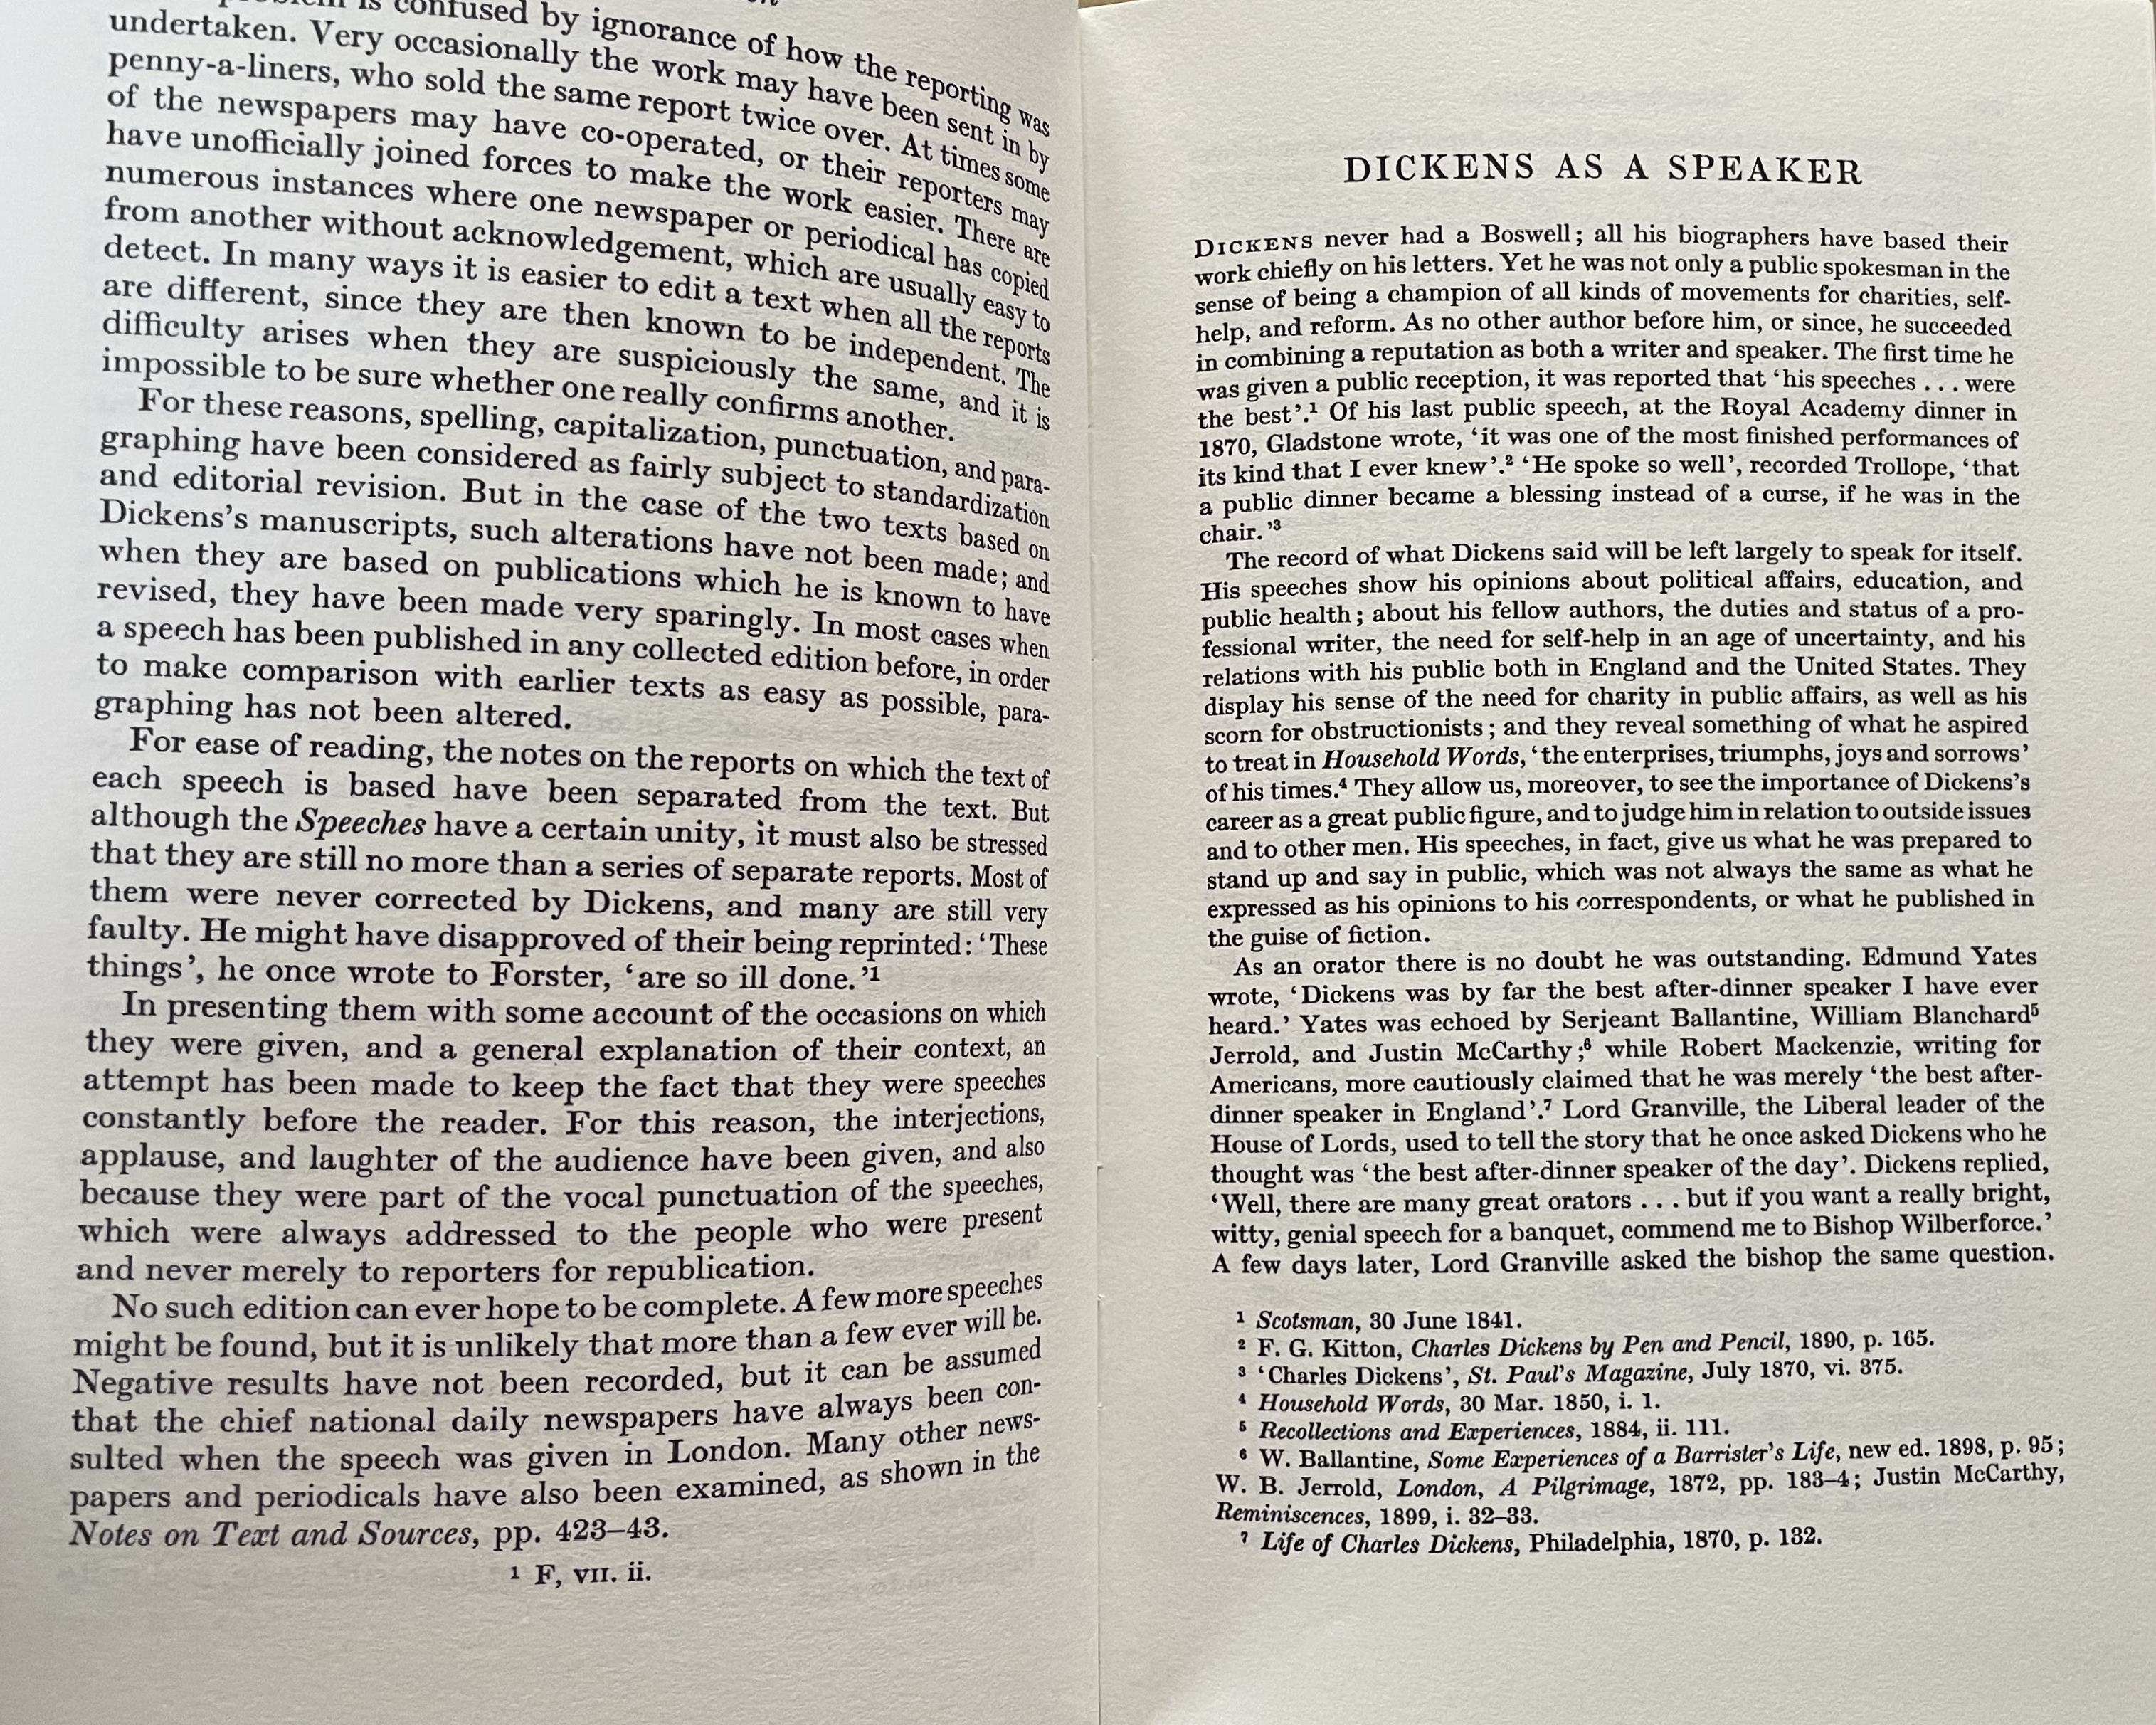 is confused by ignorance of how the reporting was
undertaken. Very occasionally the work may have been sent in by
penny-a-liners, who sold the same report twice over. At times some
of the newspapers may have co-operated, or their reporters may
have unofficially joined forces to make the work easier. There are
numerous instances where one newspaper or periodical has copied
from another without acknowledgement, which are usually easy to
detect. In many ways it is easier to edit a text when all the reports
are different, since they are then known to be independent. The
difficulty arises when they are suspiciously the same, and it is
impossible to be sure whether one really confirms another.
For these reasons, spelling, capitalization, punctuation, and para-
graphing have been considered as fairly subject to standardization
and editorial revision. But in the case of the two texts based on
Dickens's manuscripts, such alterations have not been made; and
when they are based on publications which he is known to have
revised, they have been made very sparingly. In most cases when
a speech has been published in any collected edition before, in order
to make comparison with earlier texts as easy as possible, para-
graphing has not been altered.
For ease of reading, the notes on the reports on which the text of
each speech is based have been separated from the text. But
although the Speeches have a certain unity, it must also be stressed
that they are still no more than a series of separate reports. Most of
them were never corrected by Dickens, and many are still very
faulty. He might have disapproved of their being reprinted: ‘These
things’, he once wrote to Forster, ‘are so ill done.’¹
In presenting them with some account of the occasions on which
they were given, and a general explanation of their context, an
attempt has been made to keep the fact that they were speeches
constantly before the reader. For this reason, the interjections,
applause, and laughter of the audience have been given, and also
because they were part of the vocal punctuation of the speeches,
which were always addressed to the people who were present
and never merely to reporters for republication.
No such edition can ever hope to be complete. A few more speeches
might be found, but it is unlikely that more than a few ever will be.
Negative results have not been recorded, but it can be assumed
that the chief national daily newspapers have always been con-
sulted when the speech was given in London. Many other news-
papers and periodicals have also been examined, as shown in the
Notes on Text and Sources, pp. 423–43.
¹ F, VII. ii.
DICKENS AS A SPEAKER
DICKENS never had a Boswell; all his biographers have based their
work chiefly on his letters. Yet he was not only a public spokesman in the
sense of being a champion of all kinds of movements for charities, self-
help, and reform. As no other author before him, or since, he succeeded
in combining a reputation as both a writer and speaker. The first time he
was given a public reception, it was reported that ‘his speeches . . . were
the best’.¹ Of his last public speech, at the Royal Academy dinner in
1870, Gladstone wrote, ‘it was one of the most finished performances of
its kind that I ever knew’.² ‘He spoke so well’, recorded Trollope, ‘that
a public dinner became a blessing instead of a curse, if he was in the
chair.’³
The record of what Dickens said will be left largely to speak for itself.
His speeches show his opinions about political affairs, education, and
public health; about his fellow authors, the duties and status of a pro-
fessional writer, the need for self-help in an age of uncertainty, and his
relations with his public both in England and the United States. They
display his sense of the need for charity in public affairs, as well as his
scorn for obstructionists; and they reveal something of what he aspired
to treat in Household Words, ‘the enterprises, triumphs, joys and sorrows’
of his times.⁴ They allow us, moreover, to see the importance of Dickens's
career as a great public figure, and to judge him in relation to outside issues
and to other men. His speeches, in fact, give us what he was prepared to
stand up and say in public, which was not always the same as what he
expressed as his opinions to his correspondents, or what he published in
the guise of fiction.
As an orator there is no doubt he was outstanding. Edmund Yates
wrote, ‘Dickens was by far the best after-dinner speaker I have ever
heard.’ Yates was echoed by Serjeant Ballantine, William Blanchard⁵
Jerrold, and Justin McCarthy;⁶ while Robert Mackenzie, writing for
Americans, more cautiously claimed that he was merely ‘the best after-
dinner speaker in England’.⁷ Lord Granville, the Liberal leader of the
House of Lords, used to tell the story that he once asked Dickens who he
thought was ‘the best after-dinner speaker of the day’. Dickens replied,
‘Well, there are many great orators . . . but if you want a really bright,
witty, genial speech for a banquet, commend me to Bishop Wilberforce.’
A few days later, Lord Granville asked the bishop the same question.
¹ Scotsman, 30 June 1841.
² F. G. Kitton, Charles Dickens by Pen and Pencil, 1890, p. 165.
³ ‘Charles Dickens’, St. Paul's Magazine, July 1870, vi. 375.
⁴ Household Words, 30 Mar. 1850, i. 1.
⁵ Recollections and Experiences, 1884, ii. 111.
⁶ W. Ballantine, Some Experiences of a Barrister's Life, new ed. 1898, p. 95;
W. B. Jerrold, London, A Pilgrimage, 1872, pp. 183–4; Justin McCarthy,
Reminiscences, 1899, i. 32–33.
⁷ Life of Charles Dickens, Philadelphia, 1870, p. 132.